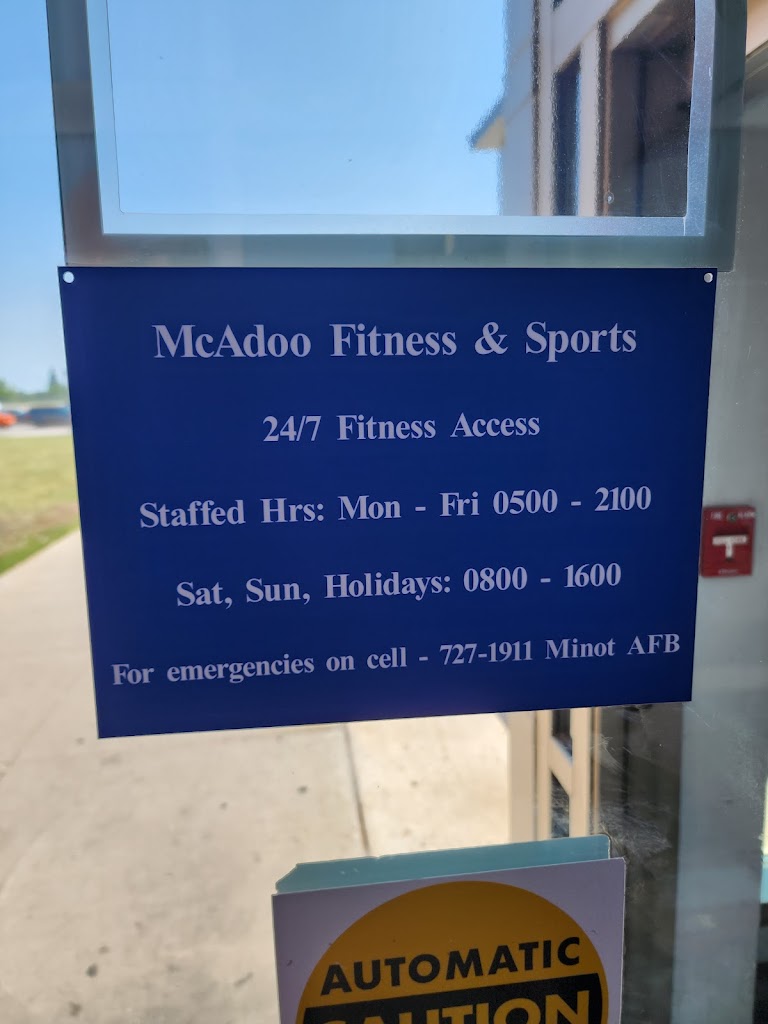 McAdoo Fitness & Sports
24/7 Fitness Access
Staffed Hrs: Mon - Fri 0500 - 2100
Sat, Sun, Holidays: 0800 - 1600
For emergencies on cell - 727-1911 Minot AFB
AUTOMATIC
CAUTION